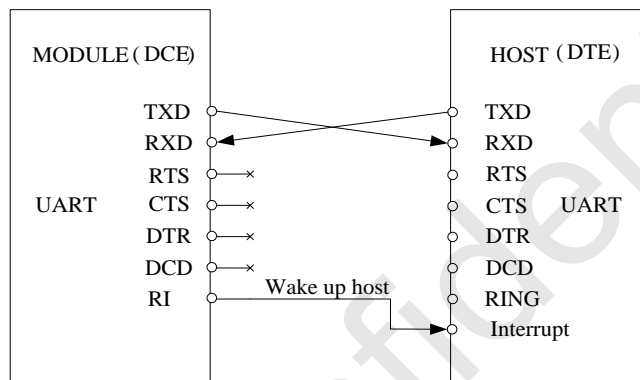 MODULE(DCE)
HOST (DTE)
TXD
TXD
RXD
RXD
RTS
RTS
UART
CTS
CTS
UART
DTR
DTR
DCD
DCD
RI
Wake up host
RING
Interrupt